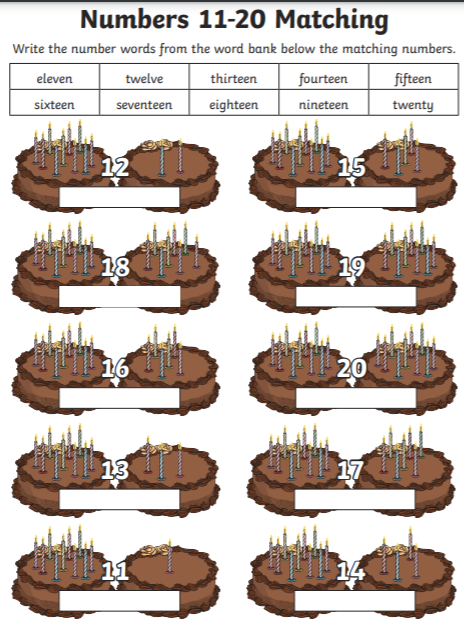 Numbers 11-20 Matching
Write the number words from the word bank below the matching numbers.
eleven twelve thirteen fourteen fifteen
sixteen seventeen eighteen nineteen twenty
12 15
18 19
16 20
13 17
11 14